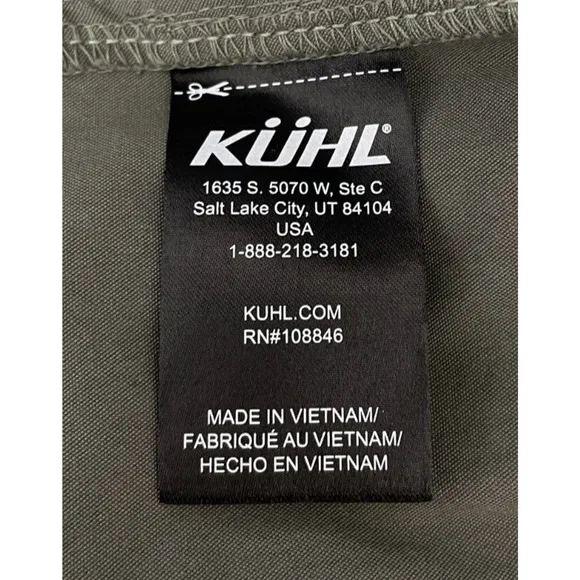 KÜHL®
1635 S. 5070 W, Ste C
Salt Lake City, UT 84104
USA
1-888-218-3181
KUHL.COM
RN#108846
MADE IN VIETNAM/
FABRIQUÉ AU VIETNAM/
HECHO EN VIETNAM